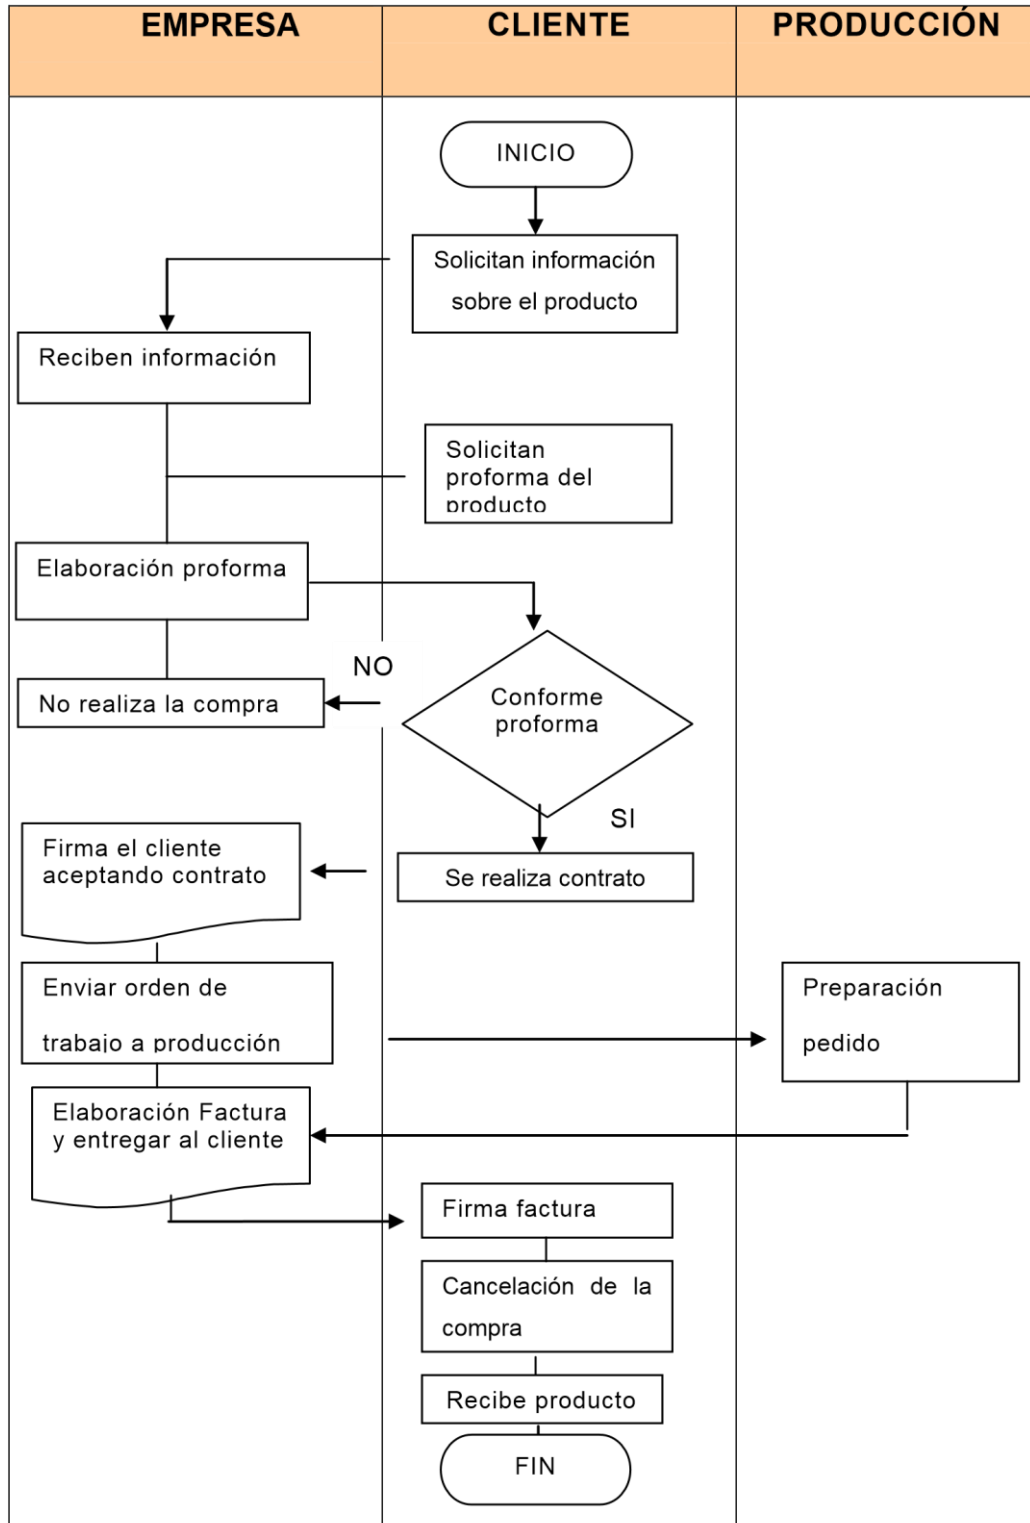 EMPRESA
CLIENTE
PRODUCCIÓN
INICIO
Solicitan información
sobre el producto
Reciben información
Solicitan
proforma del
producto
Elaboración proforma
NO
No realiza la compra
Conforme
proforma
SI
Firma el cliente
aceptando contrato
Se realiza contrato
Enviar orden de
trabajo a producción
Preparación
pedido
Elaboración Factura
y entregar al cliente
Firma factura
Cancelación de la
compra
Recibe producto
FIN